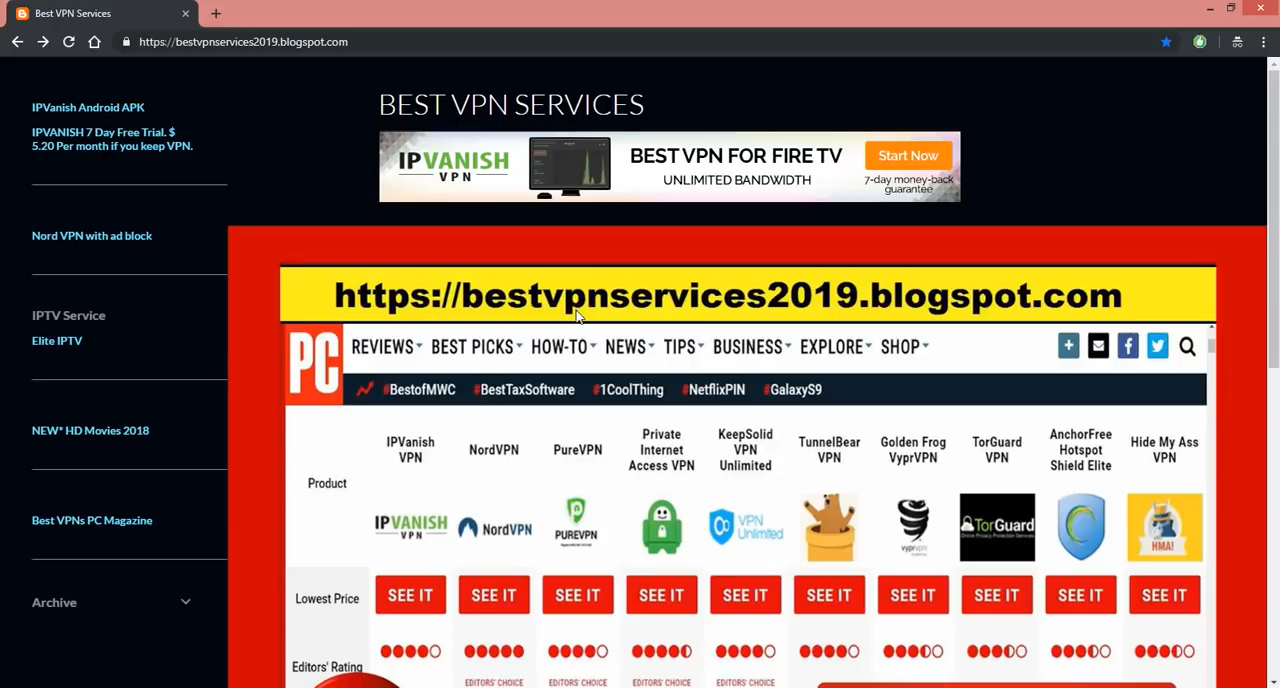 Best VPN Services
https://bestvpnservices2019.blogspot.com
IPVanish Android APK
IPVANISH 7 Day Free Trial. $
5.20 Per month if you keep VPN.
Nord VPN with ad block
IPTV Service
Elite IPTV
NEW* HD Movies 2018
Best VPNs PC Magazine
Archive
BEST VPN SERVICES
IPVANISH
VPN
BEST VPN FOR FIRE TV
UNLIMITED BANDWIDTH
Start Now
7-day money-back
guarantee
https://bestvpnservices2019.blogspot.com
PC REVIEWS BEST PICKS HOW-TO NEWS TIPS BUSINESS EXPLORE SHOP
#BestofMWC #BestTaxSoftware #1CoolThing #NetflixPIN #GalaxyS9
Product
IPVanish
VPN
NordVPN
PureVPN
Private
Internet
Access VPN
KeepSolid
VPN
Unlimited
TunnelBear
VPN
Golden Frog
VyprVPN
TorGuard
VPN
AnchorFree
Hotspot
Shield Elite
Hide My Ass
VPN
IPVANISH
VPN
NordVPN
PUREVPN
VPN
Unlimited
vyprvpn
TorGuard
Online Privacy Protection Services
HMA!
Lowest Price SEE IT SEE IT SEE IT SEE IT SEE IT SEE IT SEE IT SEE IT SEE IT SEE IT
Editors' Rating
EDITORS' CHOICE EDITORS' CHOICE EDITORS' CHOICE EDITORS' CHOICE